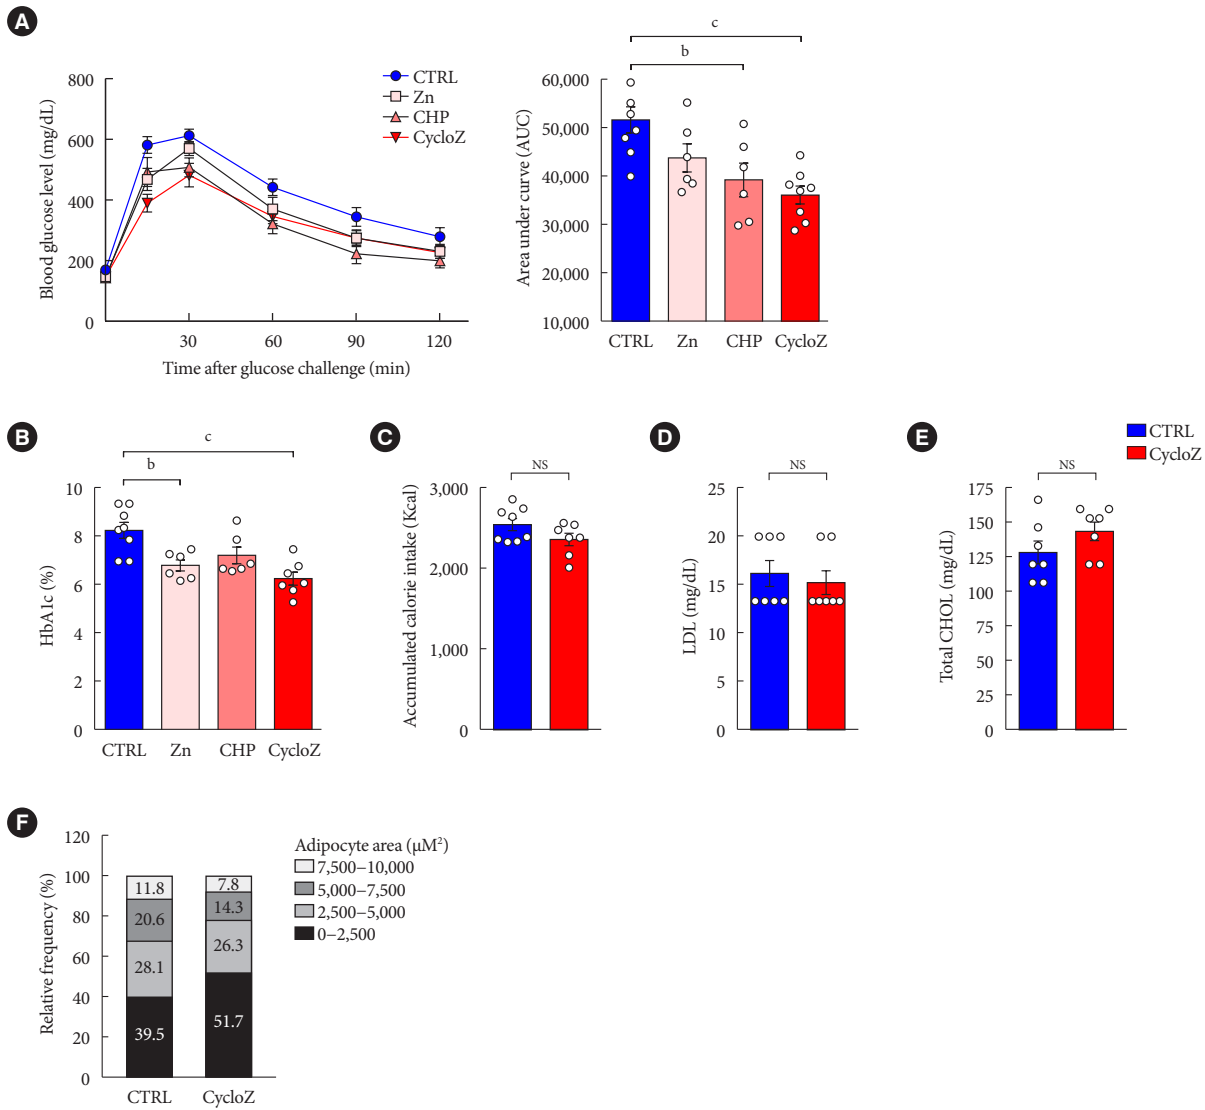 A
c
b
800
600
400
200
0
Blood glucose level (mg/dL)
30
60
90
120
Time after glucose challenge (min)
CTRL
Zn
CHP
CycloZ
60,000
50,000
40,000
30,000
20,000
10,000
Area under curve (AUC)
CTRL
Zn
CHP
CycloZ
B
c
b
10
8
6
4
2
0
HbA1c (%)
CTRL
Zn
CHP
CycloZ
C
NS
3,000
2,000
1,000
0
Accumulated calorie intake (Kcal)
D
NS
25
20
15
10
5
0
LDL (mg/dL)
E
NS
175
150
125
100
75
50
25
0
Total CHOL (mg/dL)
CTRL
CycloZ
F
120
100
80
60
40
20
0
Relative frequency (%)
11.8
20.6
28.1
39.5
7.8
14.3
26.3
51.7
CTRL
CycloZ
Adipocyte area (μM²)
7,500–10,000
5,000–7,500
2,500–5,000
0–2,500